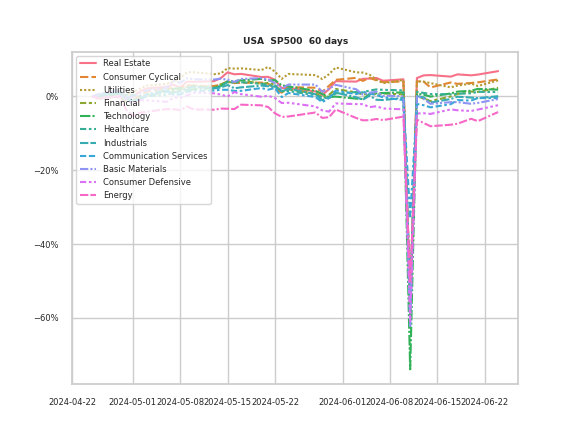 USA  SP500  60 days
Real Estate
Consumer Cyclical
Utilities
Financial
Technology
Healthcare
Industrials
Communication Services
Basic Materials
Consumer Defensive
Energy
0%
−20%
−40%
−60%
2024-04-22 2024-05-01 2024-05-08 2024-05-15 2024-05-22 2024-06-01 2024-06-08 2024-06-15 2024-06-22